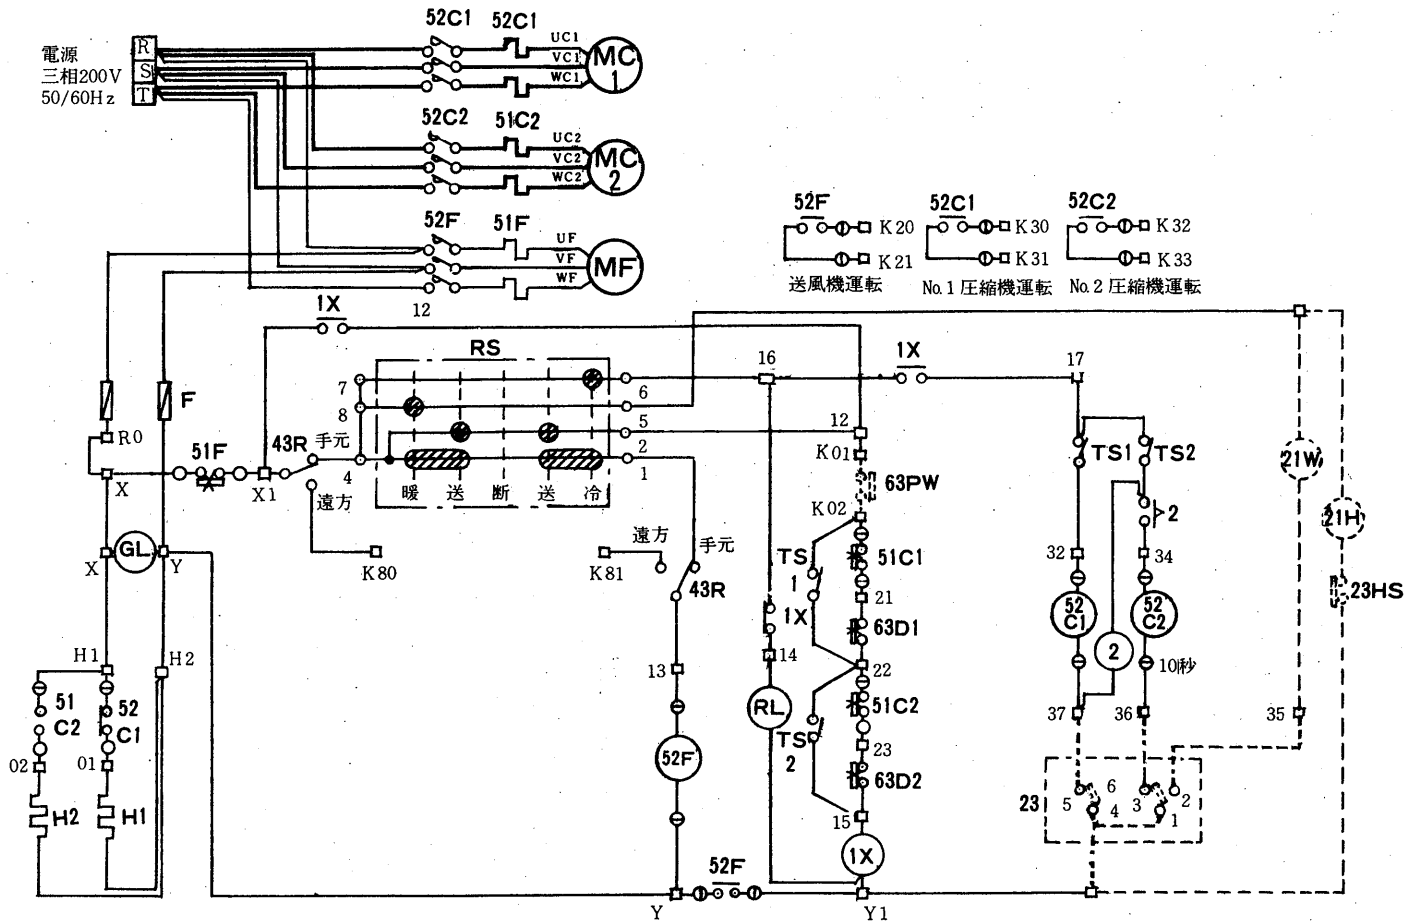 52C1 52C1
電源
三相200V
50/60Hz
R
S
T
UC1
VC1
WC1
MC
1
52C2 51C2
UC2
VC2
WC2
MC
2
52F 51F
UF
VF
WF
MF
12
52F
K20
K21
送風機運転
52C1
K30
K31
No.1 圧縮機運転
52C2
K32
K33
No.2 圧縮機運転
1X
RS
7
8
4
6
5
2
1
暖 送 断 送 冷
F
R0
X
51F
X1
43R 手元
遠方
K80
K81
遠方
手元
43R
GL
X
Y
H1
H2
51
C2
52
C1
02
01
H2
H1
13
52F
Y
52F
Y1
16
1X
17
12
K01
63PW
K02
51C1
21
63D1
22
51C2
23
63D2
15
1X
TS
1
1X
14
RL
TS
2
TS1
TS2
2
32
34
52
C1
52
C2
2
10秒
37
36
35
23
5
6
4
3
2
1
21W
21H
23HS